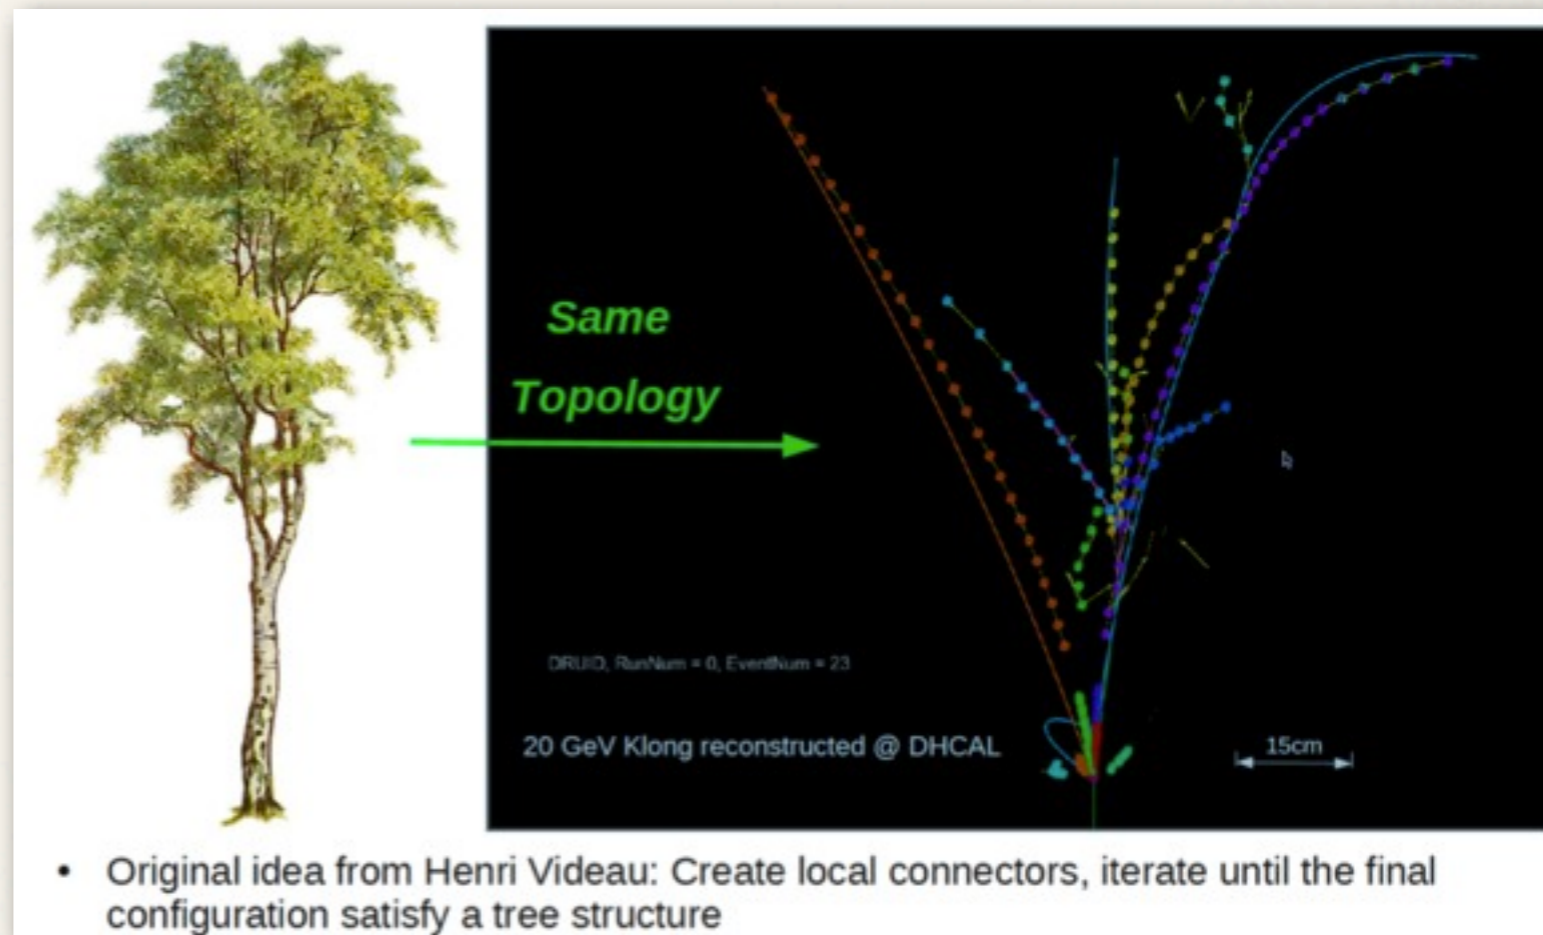 Same
Topology
DRUID, RunNum = 0, EventNum = 23
20 GeV Klong reconstructed @ DHCAL
15cm
• Original idea from Henri Videau: Create local connectors, iterate until the final
configuration satisfy a tree structure